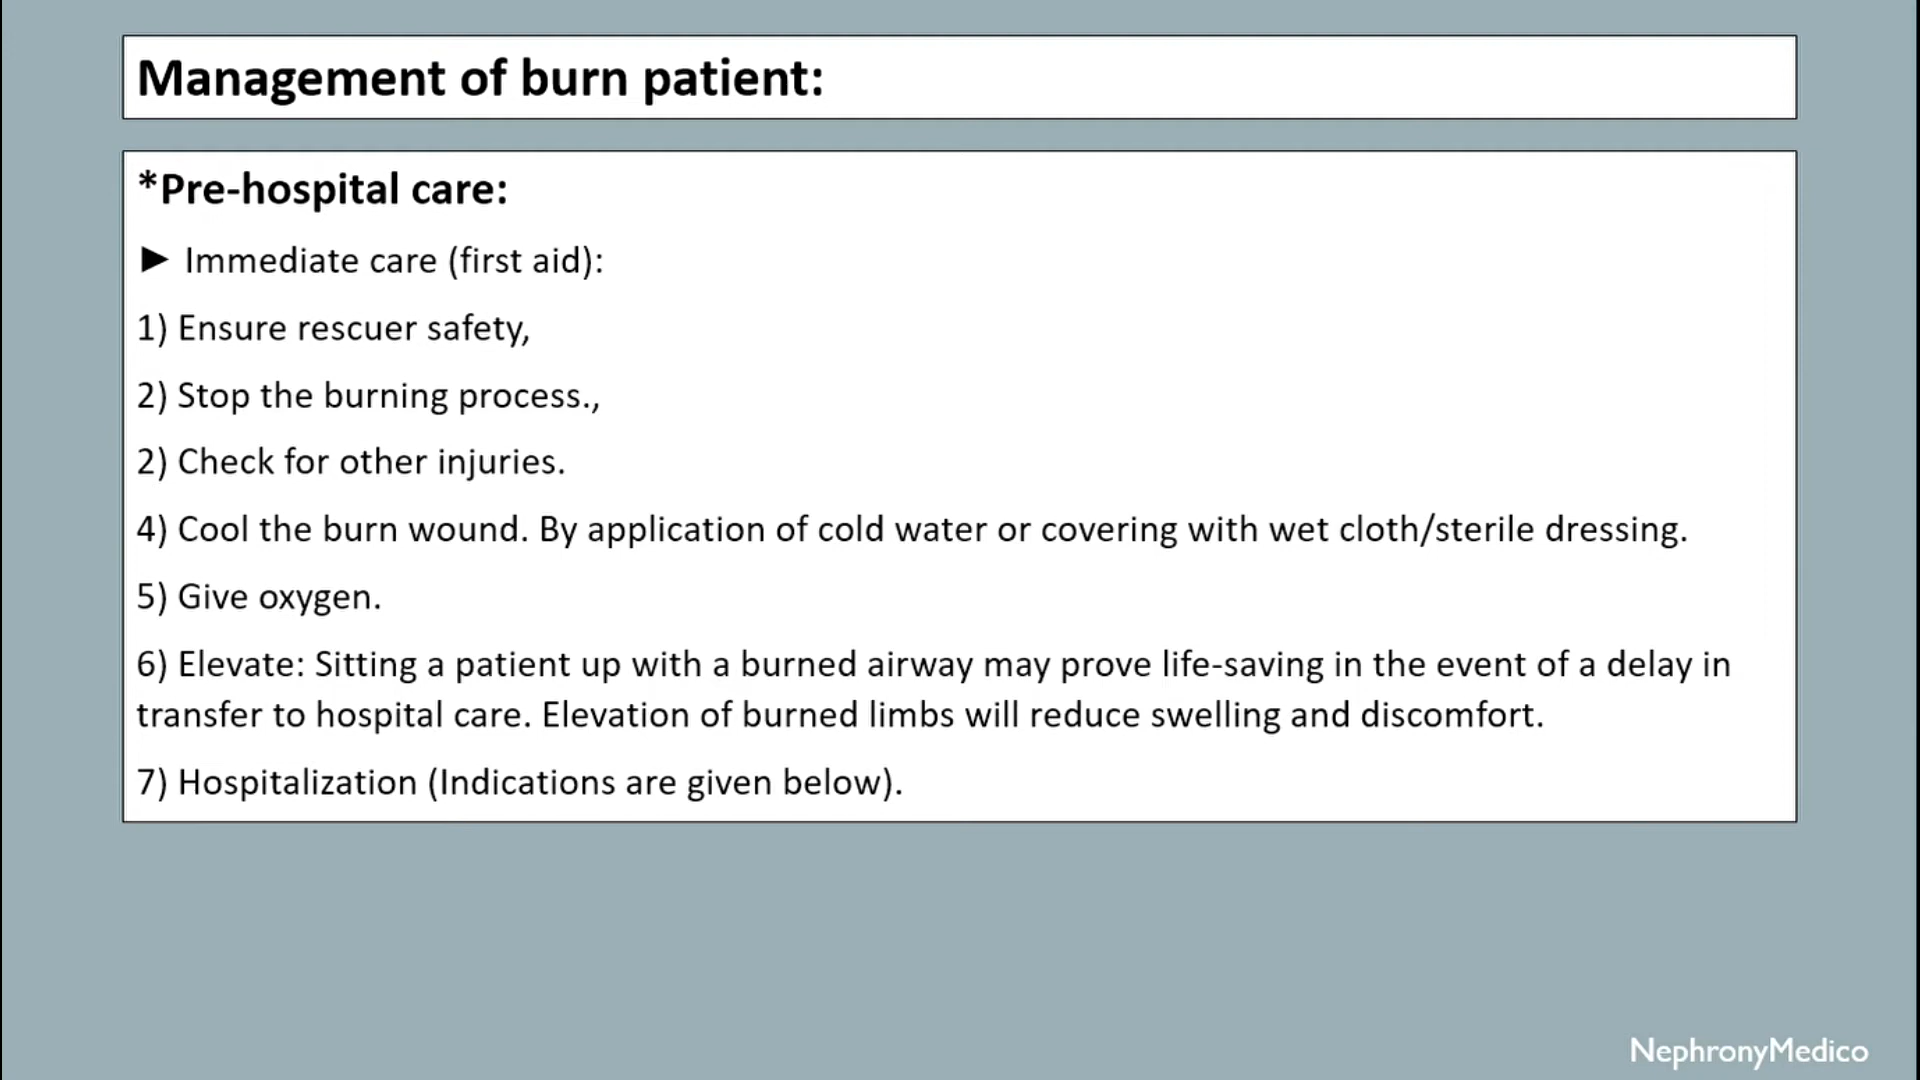 Management of burn patient:
*Pre-hospital care:
► Immediate care (first aid):
1) Ensure rescuer safety,
2) Stop the burning process.,
2) Check for other injuries.
4) Cool the burn wound. By application of cold water or covering with wet cloth/sterile dressing.
5) Give oxygen.
6) Elevate: Sitting a patient up with a burned airway may prove life-saving in the event of a delay in
transfer to hospital care. Elevation of burned limbs will reduce swelling and discomfort.
7) Hospitalization (Indications are given below).
NephronyMedico